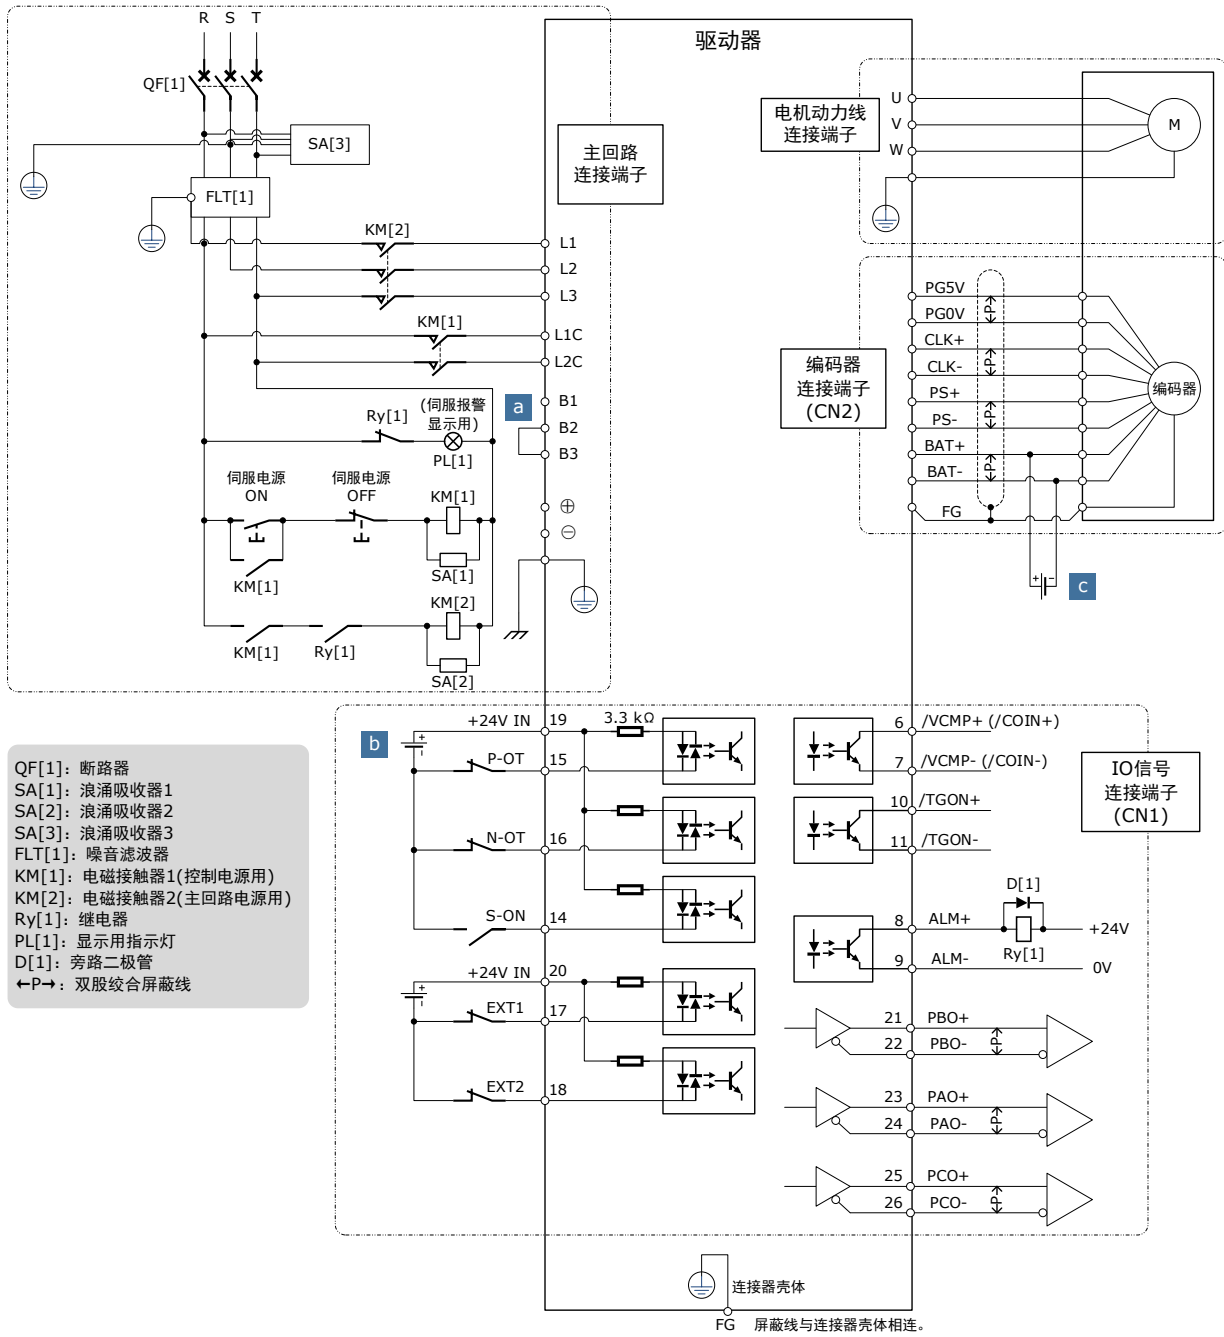 R S T
QF[1]
SA[3]
FLT[1]
KM[2]
L1
L2
L3
KM[1]
L1C
L2C
主回路
连接端子
a
B1
B2
B3
Ry[1]
(伺服报警
显示用)
PL[1]
伺服电源
ON
伺服电源
OFF
KM[1]
SA[1]
KM[1]
⊕
⊖
KM[2]
SA[2]
KM[1]
Ry[1]
驱动器
电机动力线
连接端子
U
V
W
M
编码器
连接端子
(CN2)
PG5V
PG0V
CLK+
CLK-
PS+
PS-
BAT+
BAT-
FG
P
P
P
P
编码器
+ -
c
QF[1]：断路器
SA[1]：浪涌吸收器1
SA[2]：浪涌吸收器2
SA[3]：浪涌吸收器3
FLT[1]：噪音滤波器
KM[1]：电磁接触器1(控制电源用)
KM[2]：电磁接触器2(主回路电源用)
Ry[1]：继电器
PL[1]：显示用指示灯
D[1]：旁路二极管
←P→：双股绞合屏蔽线
b
+
-
+24V IN 19 3.3 kΩ
P-OT 15
N-OT 16
S-ON 14
+
-
+24V IN 20
EXT1 17
EXT2 18
IO信号
连接端子
(CN1)
6 /VCMP+ (/COIN+)
7 /VCMP- (/COIN-)
10 /TGON+
11 /TGON-
D[1]
8 ALM+
Ry[1]
+24V
9 ALM-
0V
21 PBO+
22 PBO-
P
23 PAO+
24 PAO-
P
25 PCO+
26 PCO-
P
连接器壳体
FG 屏蔽线与连接器壳体相连。